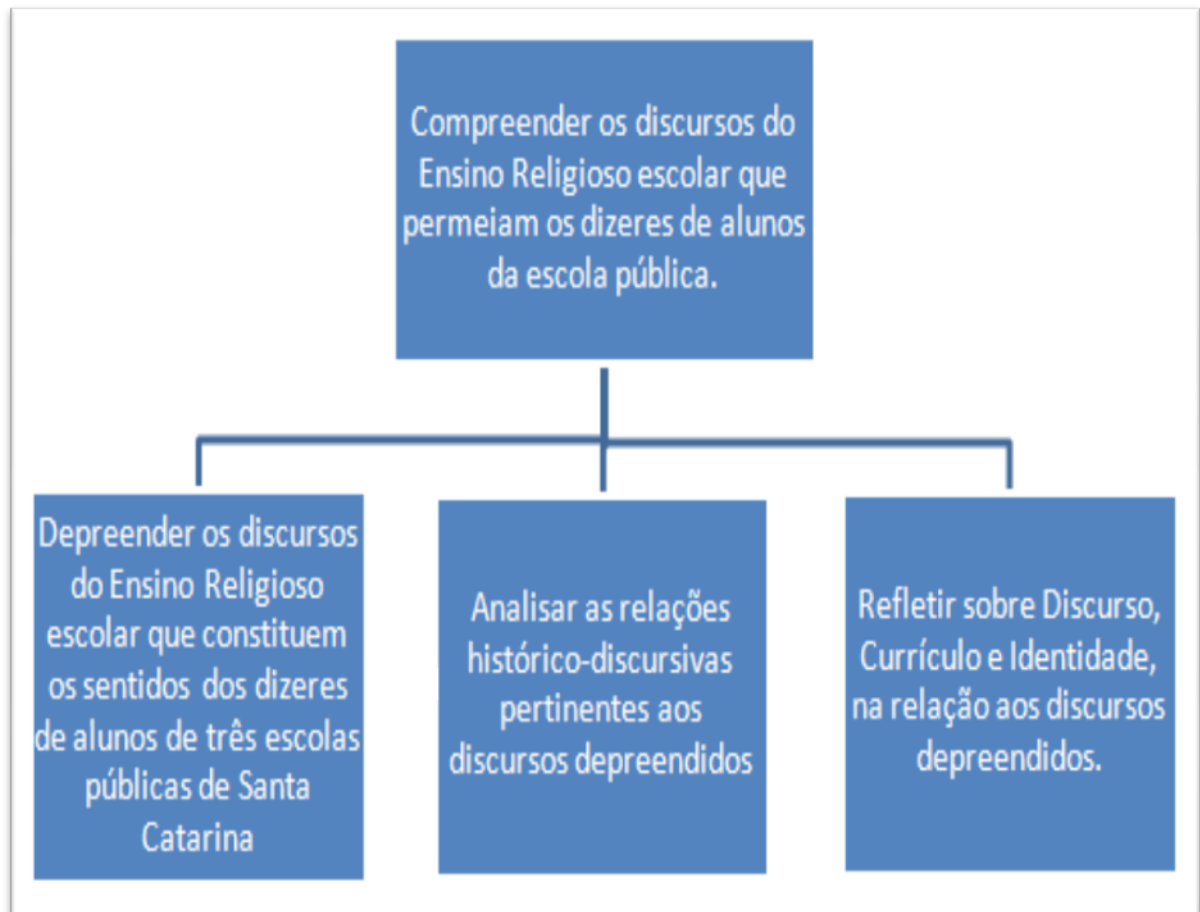 Compreender os discursos do
Ensino Religioso escolar que
permeiam os dizeres de alunos
da escola pública.
Depreender os discursos
do Ensino Religioso
escolar que constituem
os sentidos dos dizeres
de alunos de três escolas
públicas de Santa
Catarina
Analisar as relações
histórico-discursivas
pertinentes aos
discursos depreendidos
Refletir sobre Discurso,
Currículo e Identidade,
na relação aos discursos
depreendidos.